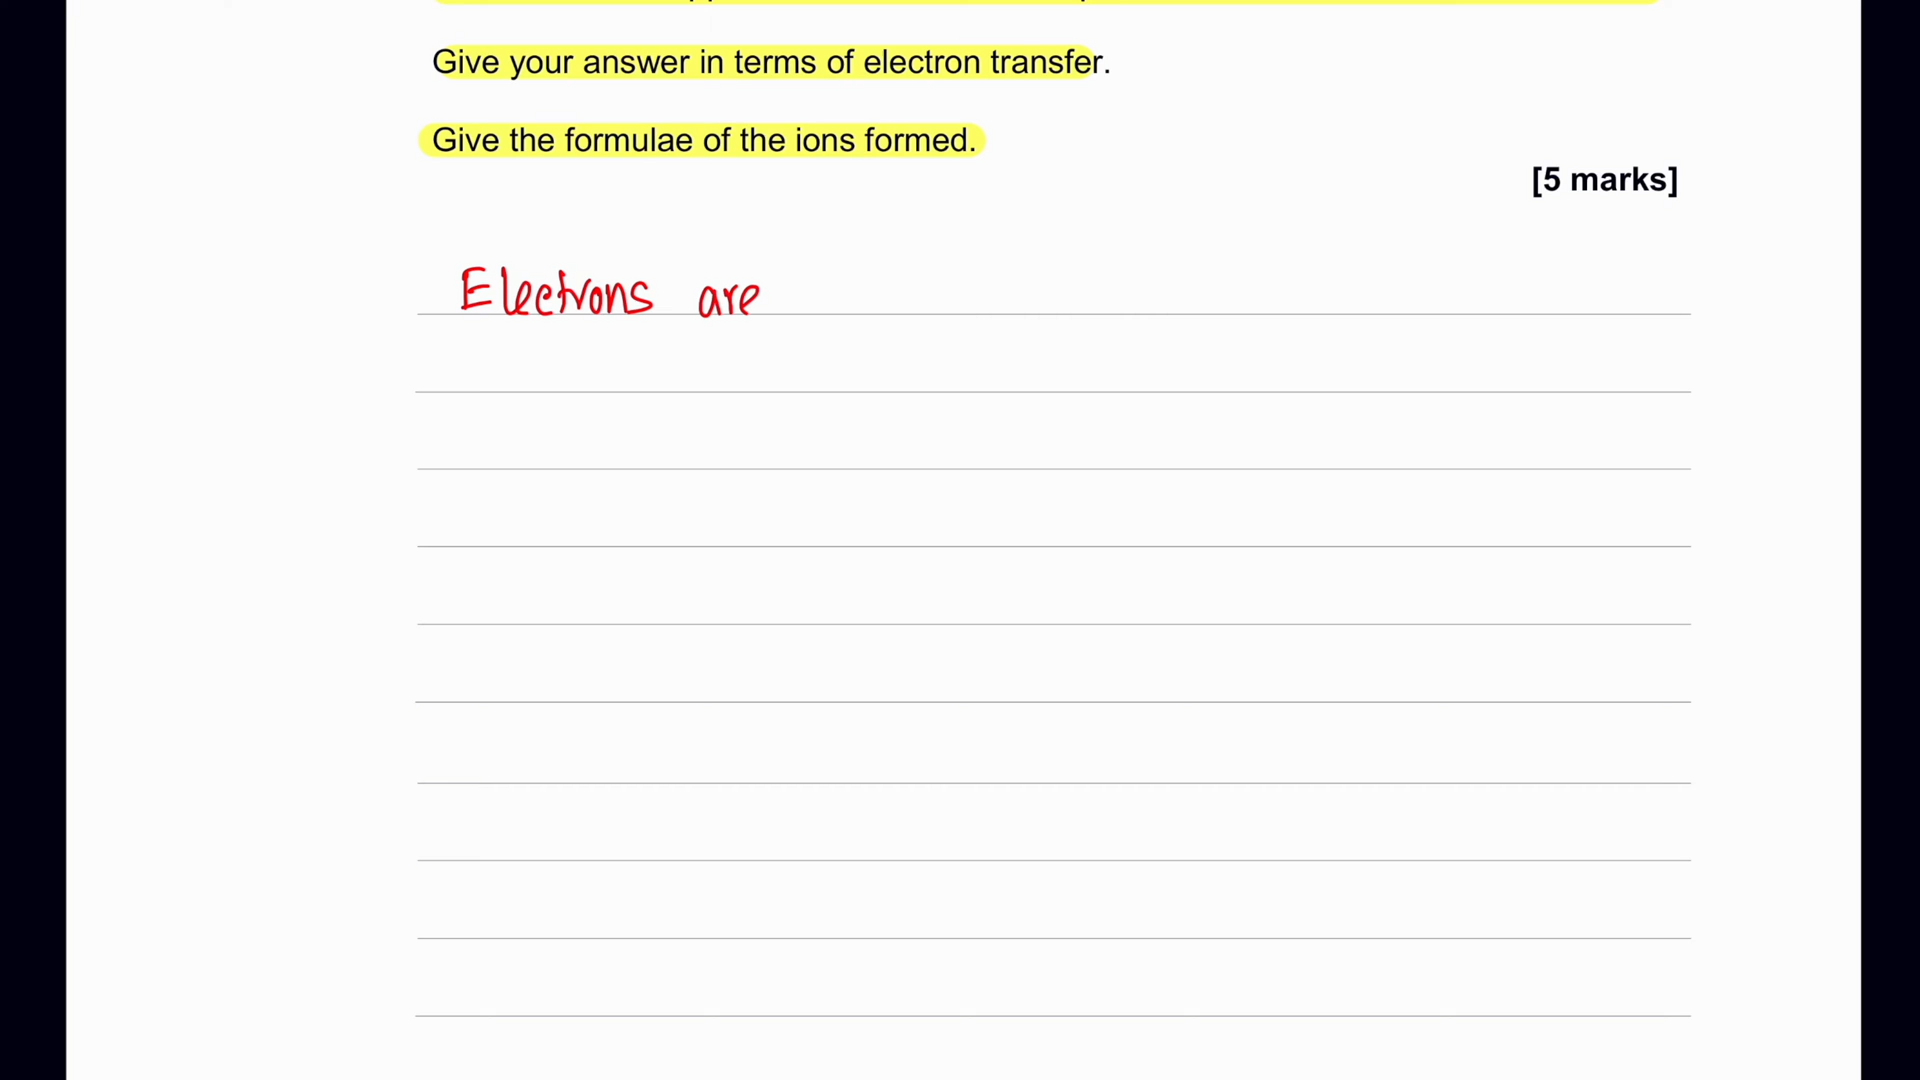 Give your answer in terms of electron transfer.
Give the formulae of the ions formed.
[5 marks]
Electrons are